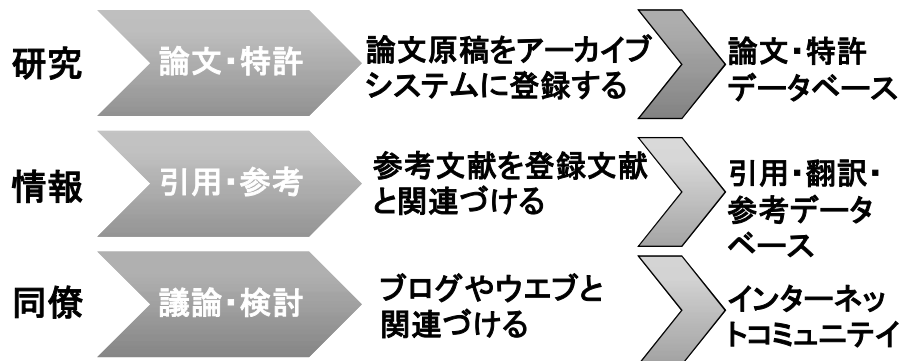 研究
論文・特許
論文原稿をアーカイブ
システムに登録する
論文・特許
データベース
情報
引用・参考
参考文献を登録文献
と関連づける
引用・翻訳・
参考データ
ベース
同僚
議論・検討
ブログやウエブと
関連づける
インターネッ
トコミュニテイ